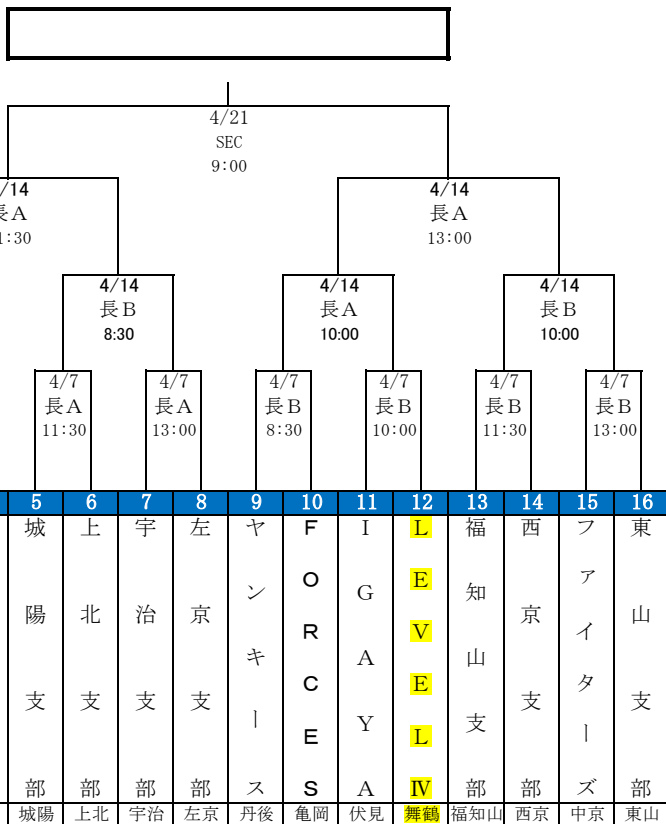 4/21
SEC
9:00
/14
長A
1:30
4/14
長A
13:00
4/14
長B
8:30
4/14
長A
10:00
4/14
長B
10:00
4/7
長A
11:30
4/7
長A
13:00
4/7
長B
8:30
4/7
長B
10:00
4/7
長B
11:30
4/7
長B
13:00
5 6 7 8 9 10 11 12 13 14 15 16
城陽支部
上北支部
宇治支部
左京支部
ヤンキース
FORCES
IGAYA
LEVELⅣ
福知山支部
西京支部
ファイターズ
東山支部
城陽 上北 宇治 左京 丹後 亀岡 伏見 舞鶴 福知山 西京 中京 東山